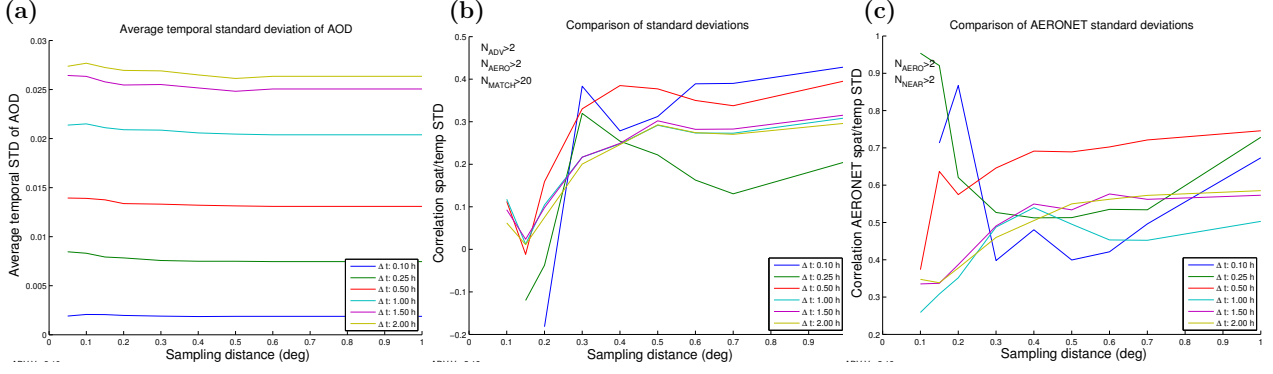 (a)
Average temporal standard deviation of AOD
Average temporal STD of AOD
0.03
0.025
0.02
0.015
0.01
0.005
0
0 0.1 0.2 0.3 0.4 0.5 0.6 0.7 0.8 0.9 1
Sampling distance (deg)
Δ t: 0.10 h
Δ t: 0.25 h
Δ t: 0.50 h
Δ t: 1.00 h
Δ t: 1.50 h
Δ t: 2.00 h
(b)
Comparison of standard deviations
Correlation spat/temp STD
N_ADV>2
N_AERO>2
N_MATCH>20
0.5
0.4
0.3
0.2
0.1
0
−0.1
−0.2
0 0.1 0.2 0.3 0.4 0.5 0.6 0.7 0.8 0.9
Sampling distance (deg)
Δ t: 0.10 h
Δ t: 0.25 h
Δ t: 0.50 h
Δ t: 1.00 h
Δ t: 1.50 h
Δ t: 2.00 h
(c)
Comparison of AERONET standard deviations
Correlation AERONET spat/temp STD
N_AERO>2
N_NEAR>2
1
0.9
0.8
0.7
0.6
0.5
0.4
0.3
0.2
0 0.1 0.2 0.3 0.4 0.5 0.6 0.7 0.8 0.9 1
Sampling distance (deg)
Δ t: 0.10 h
Δ t: 0.25 h
Δ t: 0.50 h
Δ t: 1.00 h
Δ t: 1.50 h
Δ t: 2.00 h